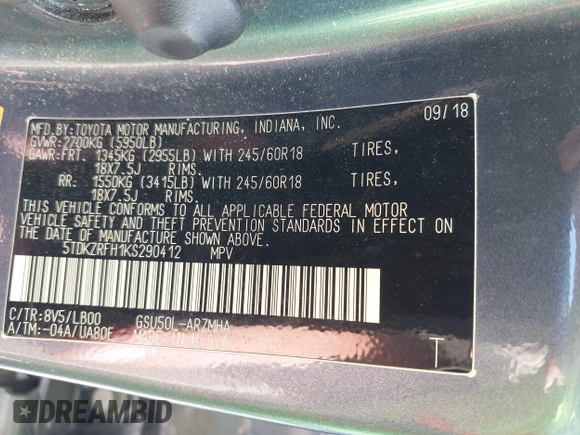 MFD.BY:TOYOTA MOTOR MANUFACTURING, INDIANA, INC. 09/18
GVWR:2700KG (5950LB)
GAWR:FRT. 1345KG (2955LB) WITH 245/60R18 TIRES,
18X7.5J RIMS.
RR. 1550KG (3415LB) WITH 245/60R18 TIRES,
18X7.5J RIMS.
THIS VEHICLE CONFORMS TO ALL APPLICABLE FEDERAL MOTOR
VEHICLE SAFETY AND THEFT PREVENTION STANDARDS IN EFFECT ON
THE DATE OF MANUFACTURE SHOWN ABOVE.
5TDKZRFH1KS290412 MPV
C/TR:8V5/LB00 GSU50L-ARZMHA
A/TM:-04A/UA80F MADE IN U.S.A. T
DREAMBID